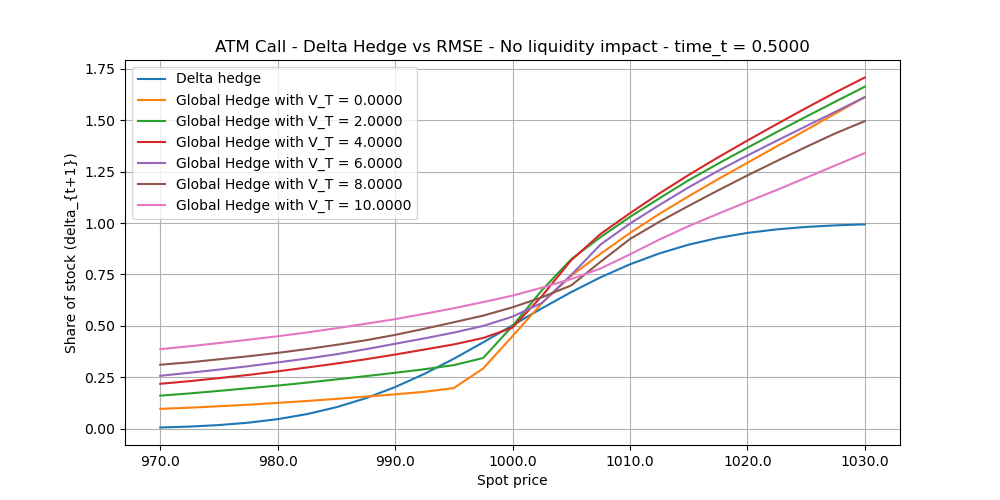 ATM Call - Delta Hedge vs RMSE - No liquidity impact - time_t = 0.5000
Share of stock (delta_{t+1})
1.75
1.50
1.25
1.00
0.75
0.50
0.25
0.00
Delta hedge
Global Hedge with V_T = 0.0000
Global Hedge with V_T = 2.0000
Global Hedge with V_T = 4.0000
Global Hedge with V_T = 6.0000
Global Hedge with V_T = 8.0000
Global Hedge with V_T = 10.0000
970.0 980.0 990.0 1000.0 1010.0 1020.0 1030.0
Spot price